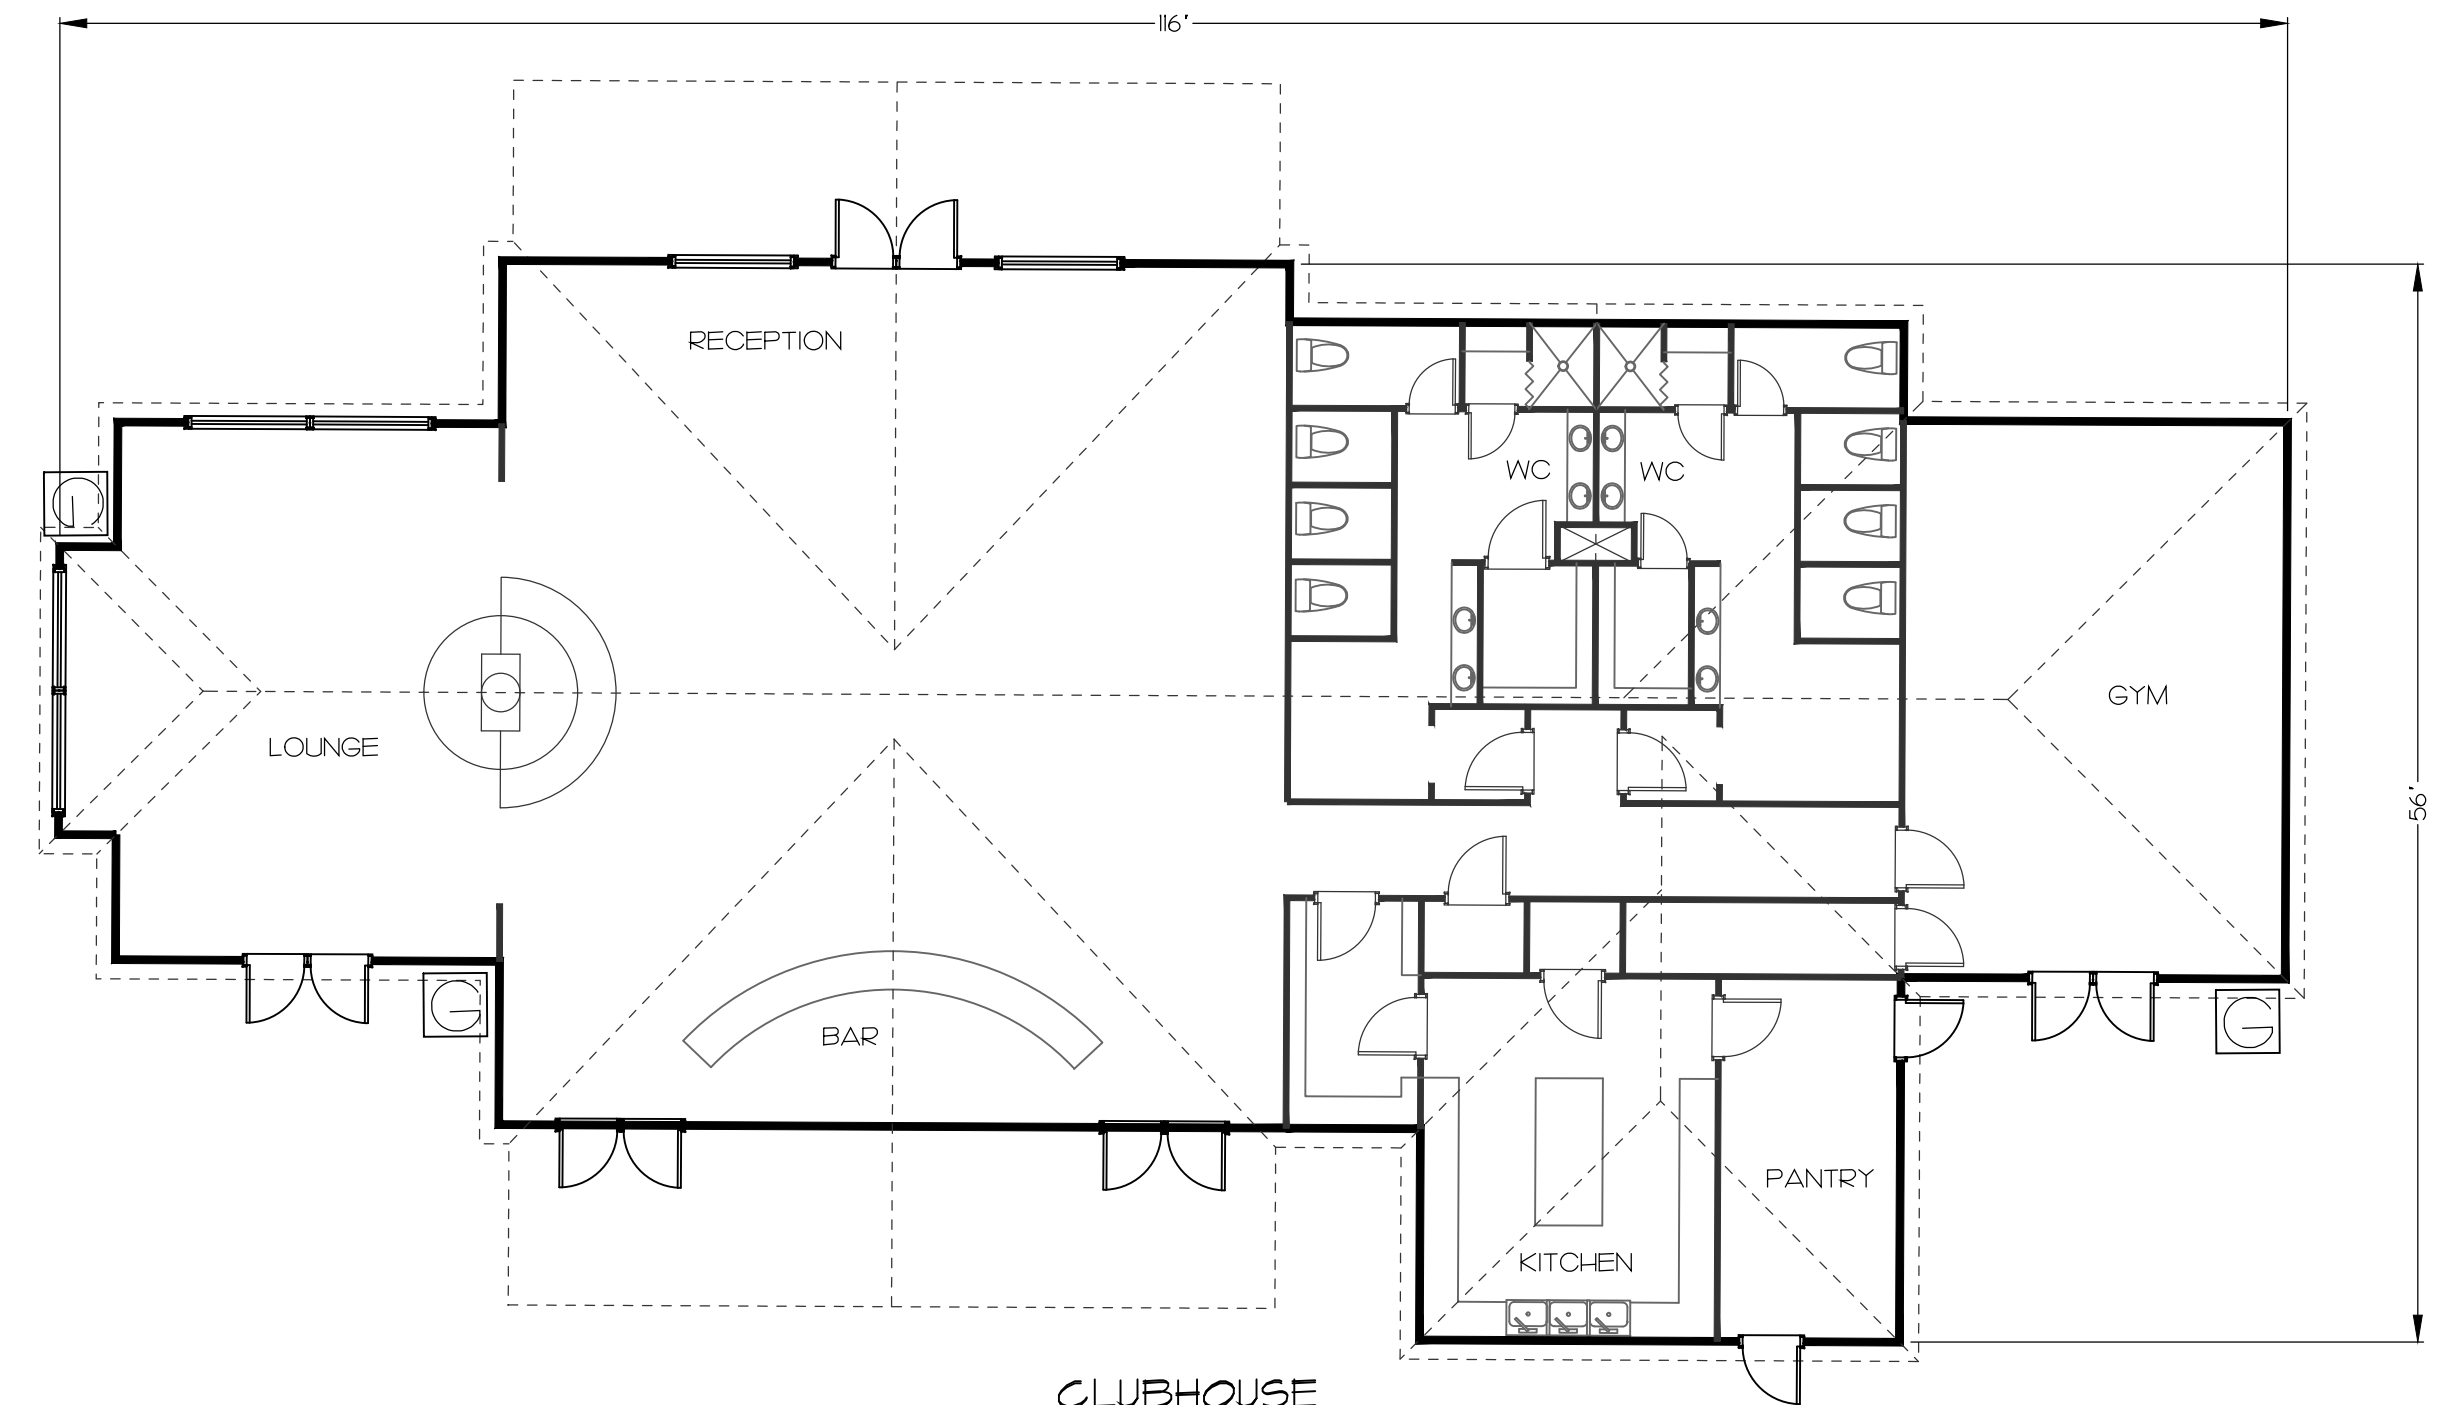 116'
RECEPTION
WC
WC
LOUNGE
GYM
56'
BAR
PANTRY
KITCHEN
CLUBHOUSE